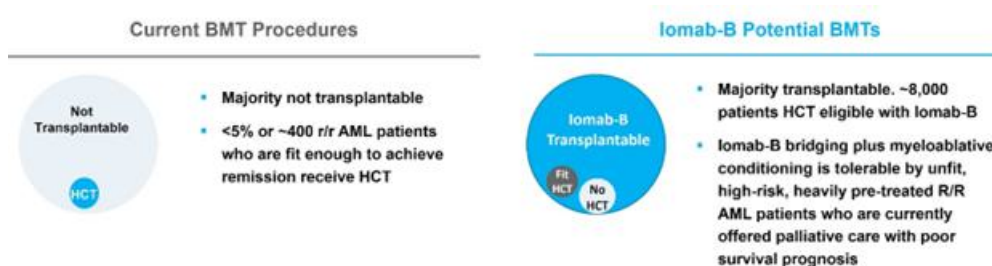 Current BMT Procedures
Not
Transplantable
HCT
• Majority not transplantable
• <5% or ~400 r/r AML patients
who are fit enough to achieve
remission receive HCT
Iomab-B Potential BMTs
Iomab-B
Transplantable
Fit
HCT
No
HCT
• Majority transplantable. ~8,000
patients HCT eligible with Iomab-B
• Iomab-B bridging plus myeloablative
conditioning is tolerable by unfit,
high-risk, heavily pre-treated R/R
AML patients who are currently
offered palliative care with poor
survival prognosis